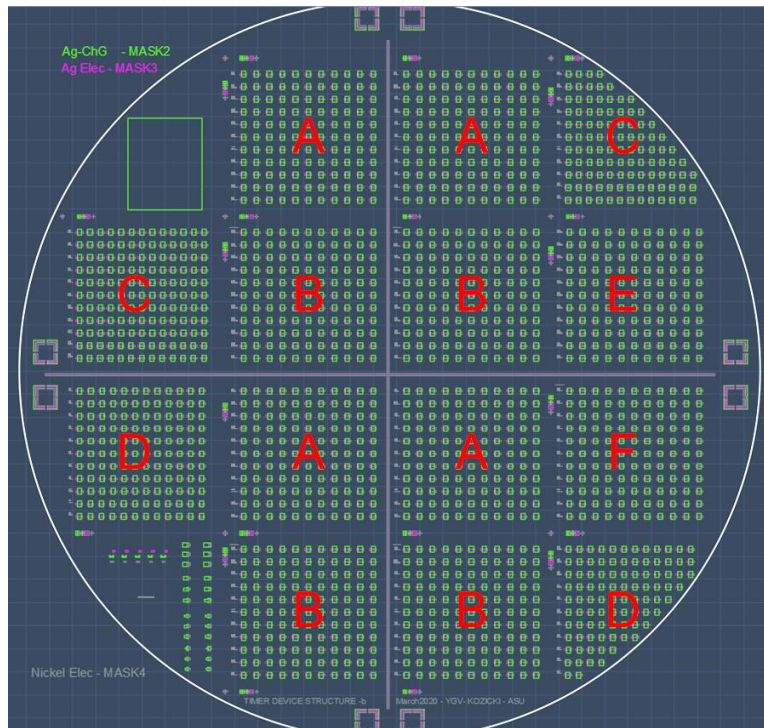 Ag-ChG - MASK2
Ag Elec - MASK3
A A C
C B B E
D A A F
B B D
Nickel Elec - MASK4
TIMER DEVICE STRUCTURE -b March2020 - YGV- KOZICKI - ASU